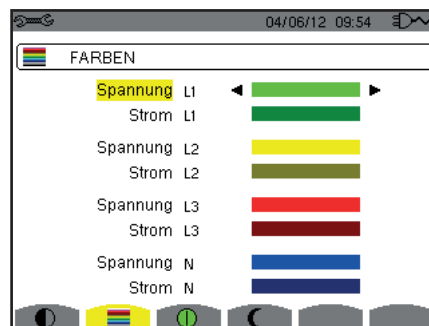 04/06/12 09:54
FARBEN
Spannung L1
Strom L1
Spannung L2
Strom L2
Spannung L3
Strom L3
Spannung N
Strom N